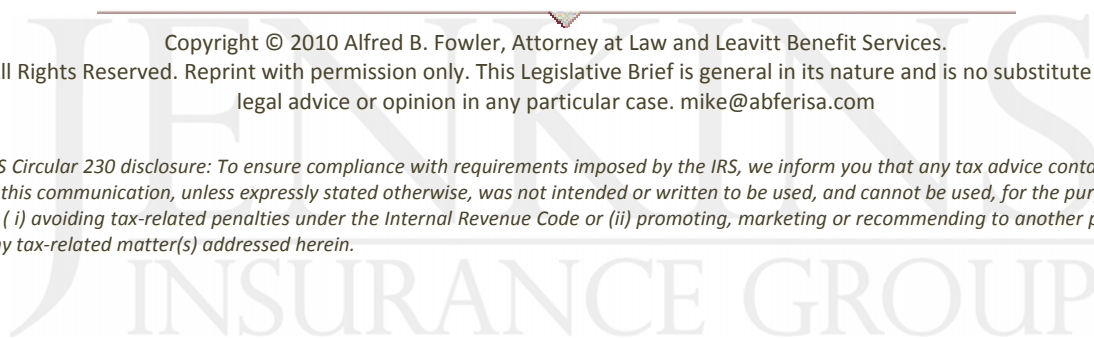 JENKINS
Copyright © 2010 Alfred B. Fowler, Attorney at Law and Leavitt Benefit Services.
ll Rights Reserved. Reprint with permission only. This Legislative Brief is general in its nature and is no substitute
legal advice or opinion in any particular case. mike@abferisa.com
S Circular 230 disclosure: To ensure compliance with requirements imposed by the IRS, we inform you that any tax advice conta
this communication, unless expressly stated otherwise, was not intended or written to be used, and cannot be used, for the pur
( i) avoiding tax-related penalties under the Internal Revenue Code or (ii) promoting, marketing or recommending to another p
y tax-related matter(s) addressed herein.
INSURANCE GROUP